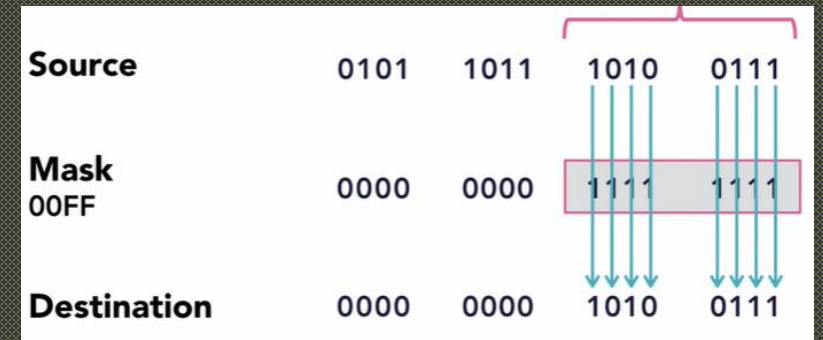 Source 0101 1011 1010 0111
Mask
00FF 0000 0000 1111 1111
Destination 0000 0000 1010 0111